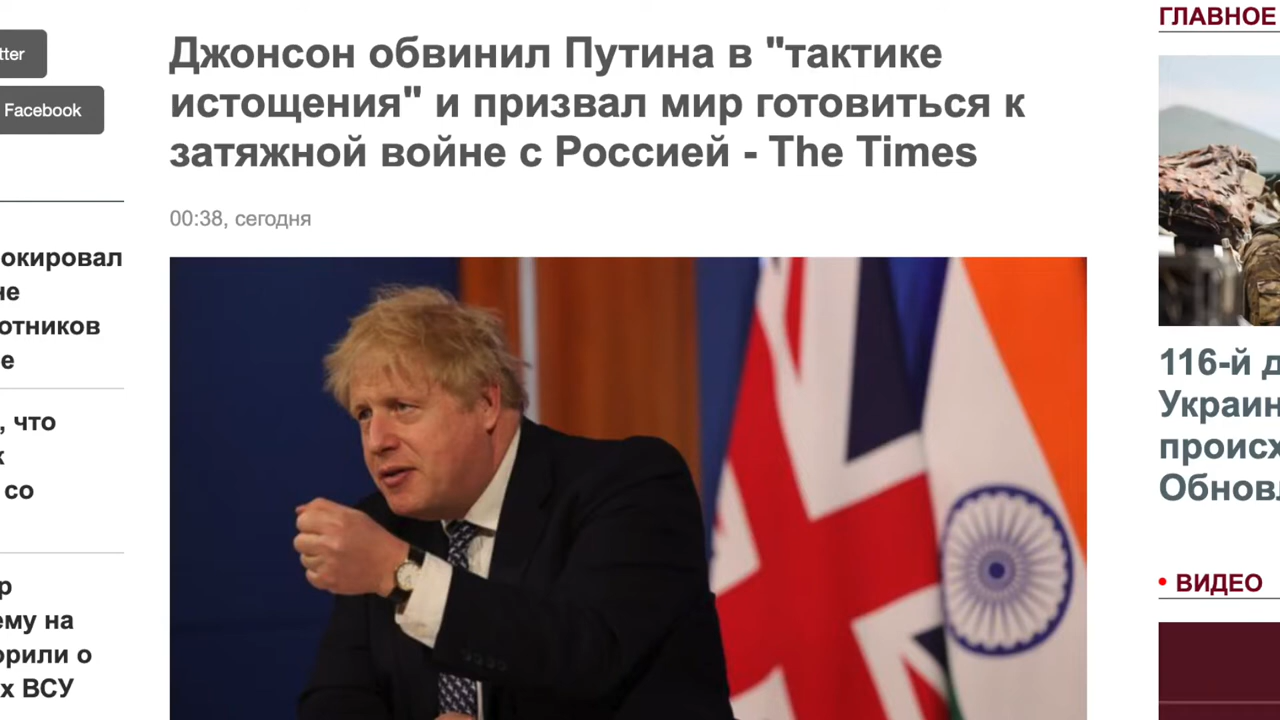 tter
Facebook
окировал
не
отников
е
, что
к
со
р
ему на
орили о
х ВСУ
Джонсон обвинил Путина в "тактике
истощения" и призвал мир готовиться к
затяжной войне с Россией - The Times
00:38, сегодня
ГЛАВНОЕ
116-й д
Украин
происх
Обновл
ВИДЕО